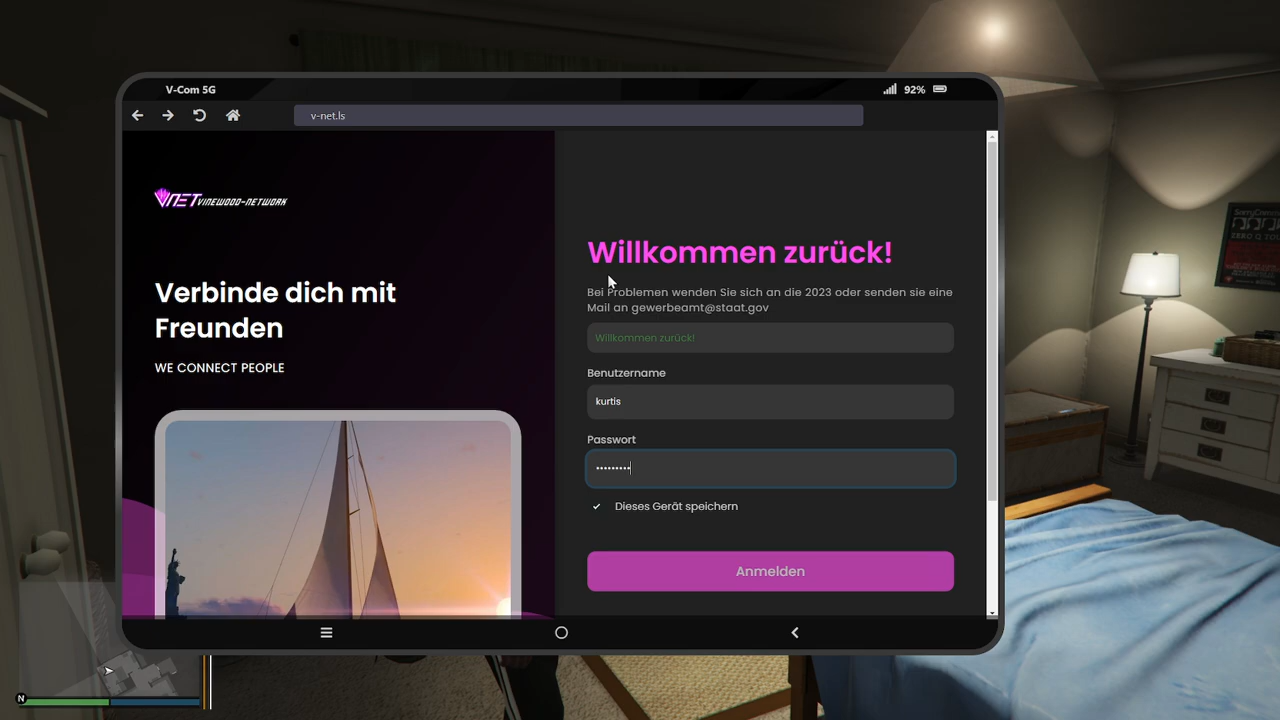 V-Com 5G
92%
v-net.ls
VNET VINEWOOD-NETWORK
Verbinde dich mit
Freunden
WE CONNECT PEOPLE
Willkommen zurück!
Bei Problemen wenden Sie sich an die 2023 oder senden sie eine
Mail an gewerbeamt@staat.gov
Willkommen zurück!
Benutzername
kurtis
Passwort
•••••••••
Dieses Gerät speichern
Anmelden
N